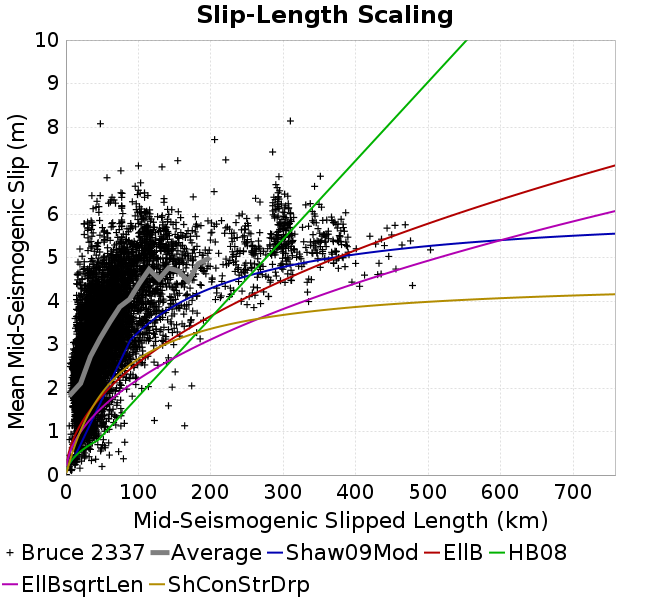 Slip-Length Scaling
Mean Mid-Seismogenic Slip (m)
10
9
8
7
6
5
4
3
2
1
0
0 100 200 300 400 500 600 700
Mid-Seismogenic Slipped Length (km)
Bruce 2337 Average Shaw09Mod EllB HB08
EllBsqrtLen ShConStrDrp